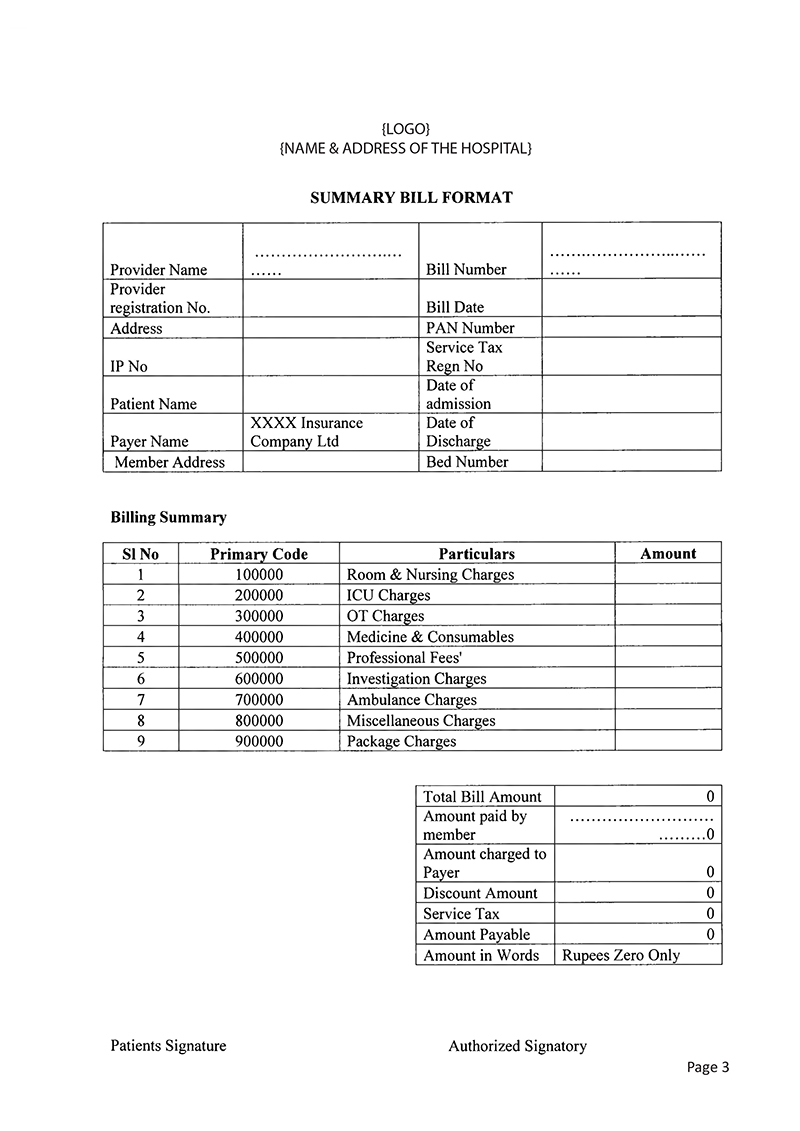 {LOGO}
{NAME & ADDRESS OF THE HOSPITAL}
SUMMARY BILL FORMAT
Provider Name ................................. Bill Number ...................................
Provider registration No. Bill Date
Address PAN Number
IP No Service Tax Regn No
Patient Name Date of admission
Payer Name XXXX Insurance Company Ltd Date of Discharge
Member Address Bed Number
Billing Summary
Sl No Primary Code Particulars Amount
1 100000 Room & Nursing Charges
2 200000 ICU Charges
3 300000 OT Charges
4 400000 Medicine & Consumables
5 500000 Professional Fees'
6 600000 Investigation Charges
7 700000 Ambulance Charges
8 800000 Miscellaneous Charges
9 900000 Package Charges
Total Bill Amount 0
Amount paid by member ....................................0
Amount charged to Payer 0
Discount Amount 0
Service Tax 0
Amount Payable 0
Amount in Words Rupees Zero Only
Patients Signature Authorized Signatory
Page 3